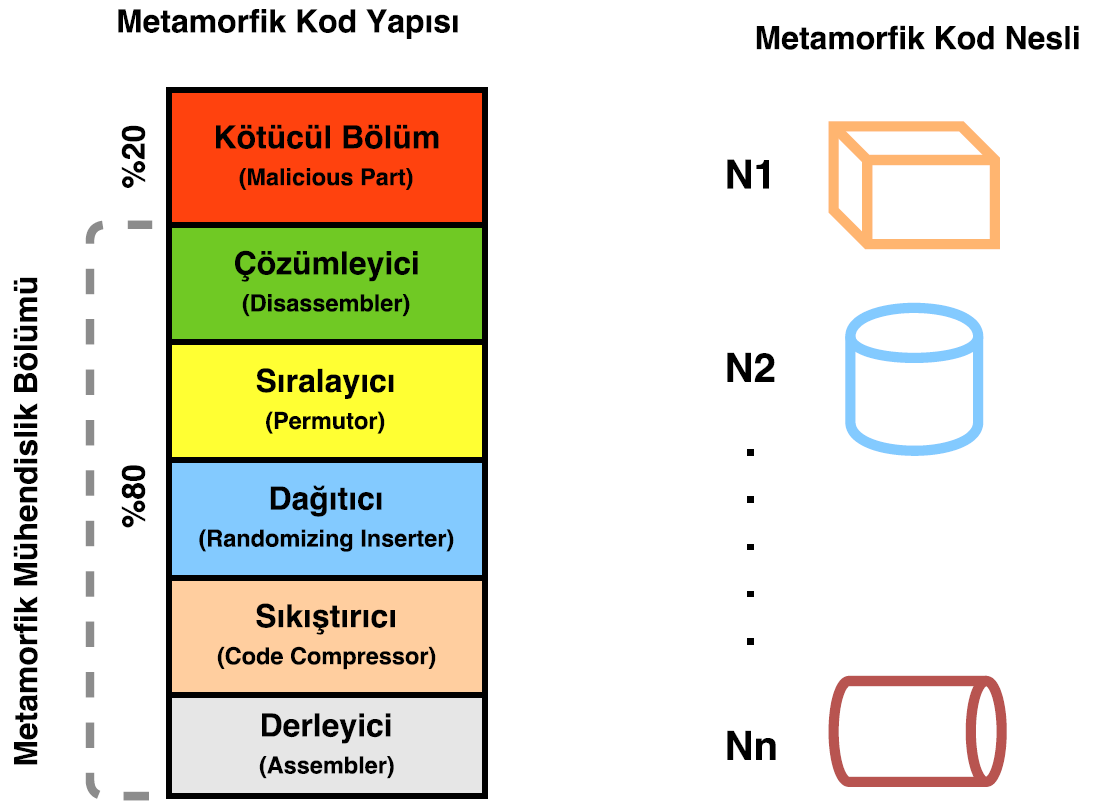 Metamorfik Kod Yapısı
Metamorfik Kod Nesli
%20
Kötücül Bölüm
(Malicious Part)
Çözümleyici
(Disassembler)
Sıralayıcı
(Permutor)
Dağıtıcı
(Randomizing Inserter)
Sıkıştırıcı
(Code Compressor)
Derleyici
(Assembler)
%80
Metamorfik Mühendislik Bölümü
N1
N2
Nn